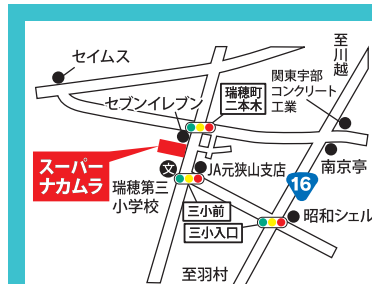 セイムス
至川越
関東宇部
コンクリート
工業
瑞穂町
二本木
セブンイレブン
スーパー
ナカムラ
文
JA元狭山支店
南京亭
瑞穂第三
小学校
16
三小前
昭和シェル
三小入口
至羽村